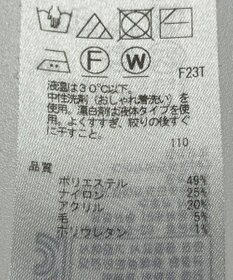 F
W
F23T
液温は30℃以下。
中性洗剤(おしゃれ着洗い)を
使用。漂白剤は液体タイプを使
用。よくすすぎ、絞りの後すぐ
に干すこと。
110
品質
ポリエステル 49%
ナイロン 25%
アクリル 20%
毛 5%
ポリウレタン 1%